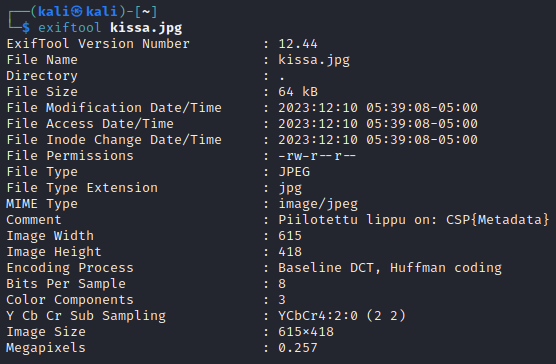 ┌──(kali㉿kali)-[~]
└─$ exiftool kissa.jpg
ExifTool Version Number         : 12.44
File Name                       : kissa.jpg
Directory                       : .
File Size                       : 64 kB
File Modification Date/Time     : 2023:12:10 05:39:08-05:00
File Access Date/Time           : 2023:12:10 05:39:08-05:00
File Inode Change Date/Time     : 2023:12:10 05:39:08-05:00
File Permissions                : -rw-r--r--
File Type                       : JPEG
File Type Extension             : jpg
MIME Type                       : image/jpeg
Comment                         : Piilotettu lippu on: CSP{Metadata}
Image Width                     : 615
Image Height                    : 418
Encoding Process                : Baseline DCT, Huffman coding
Bits Per Sample                 : 8
Color Components                : 3
Y Cb Cr Sub Sampling            : YCbCr4:2:0 (2 2)
Image Size                      : 615×418
Megapixels                      : 0.257